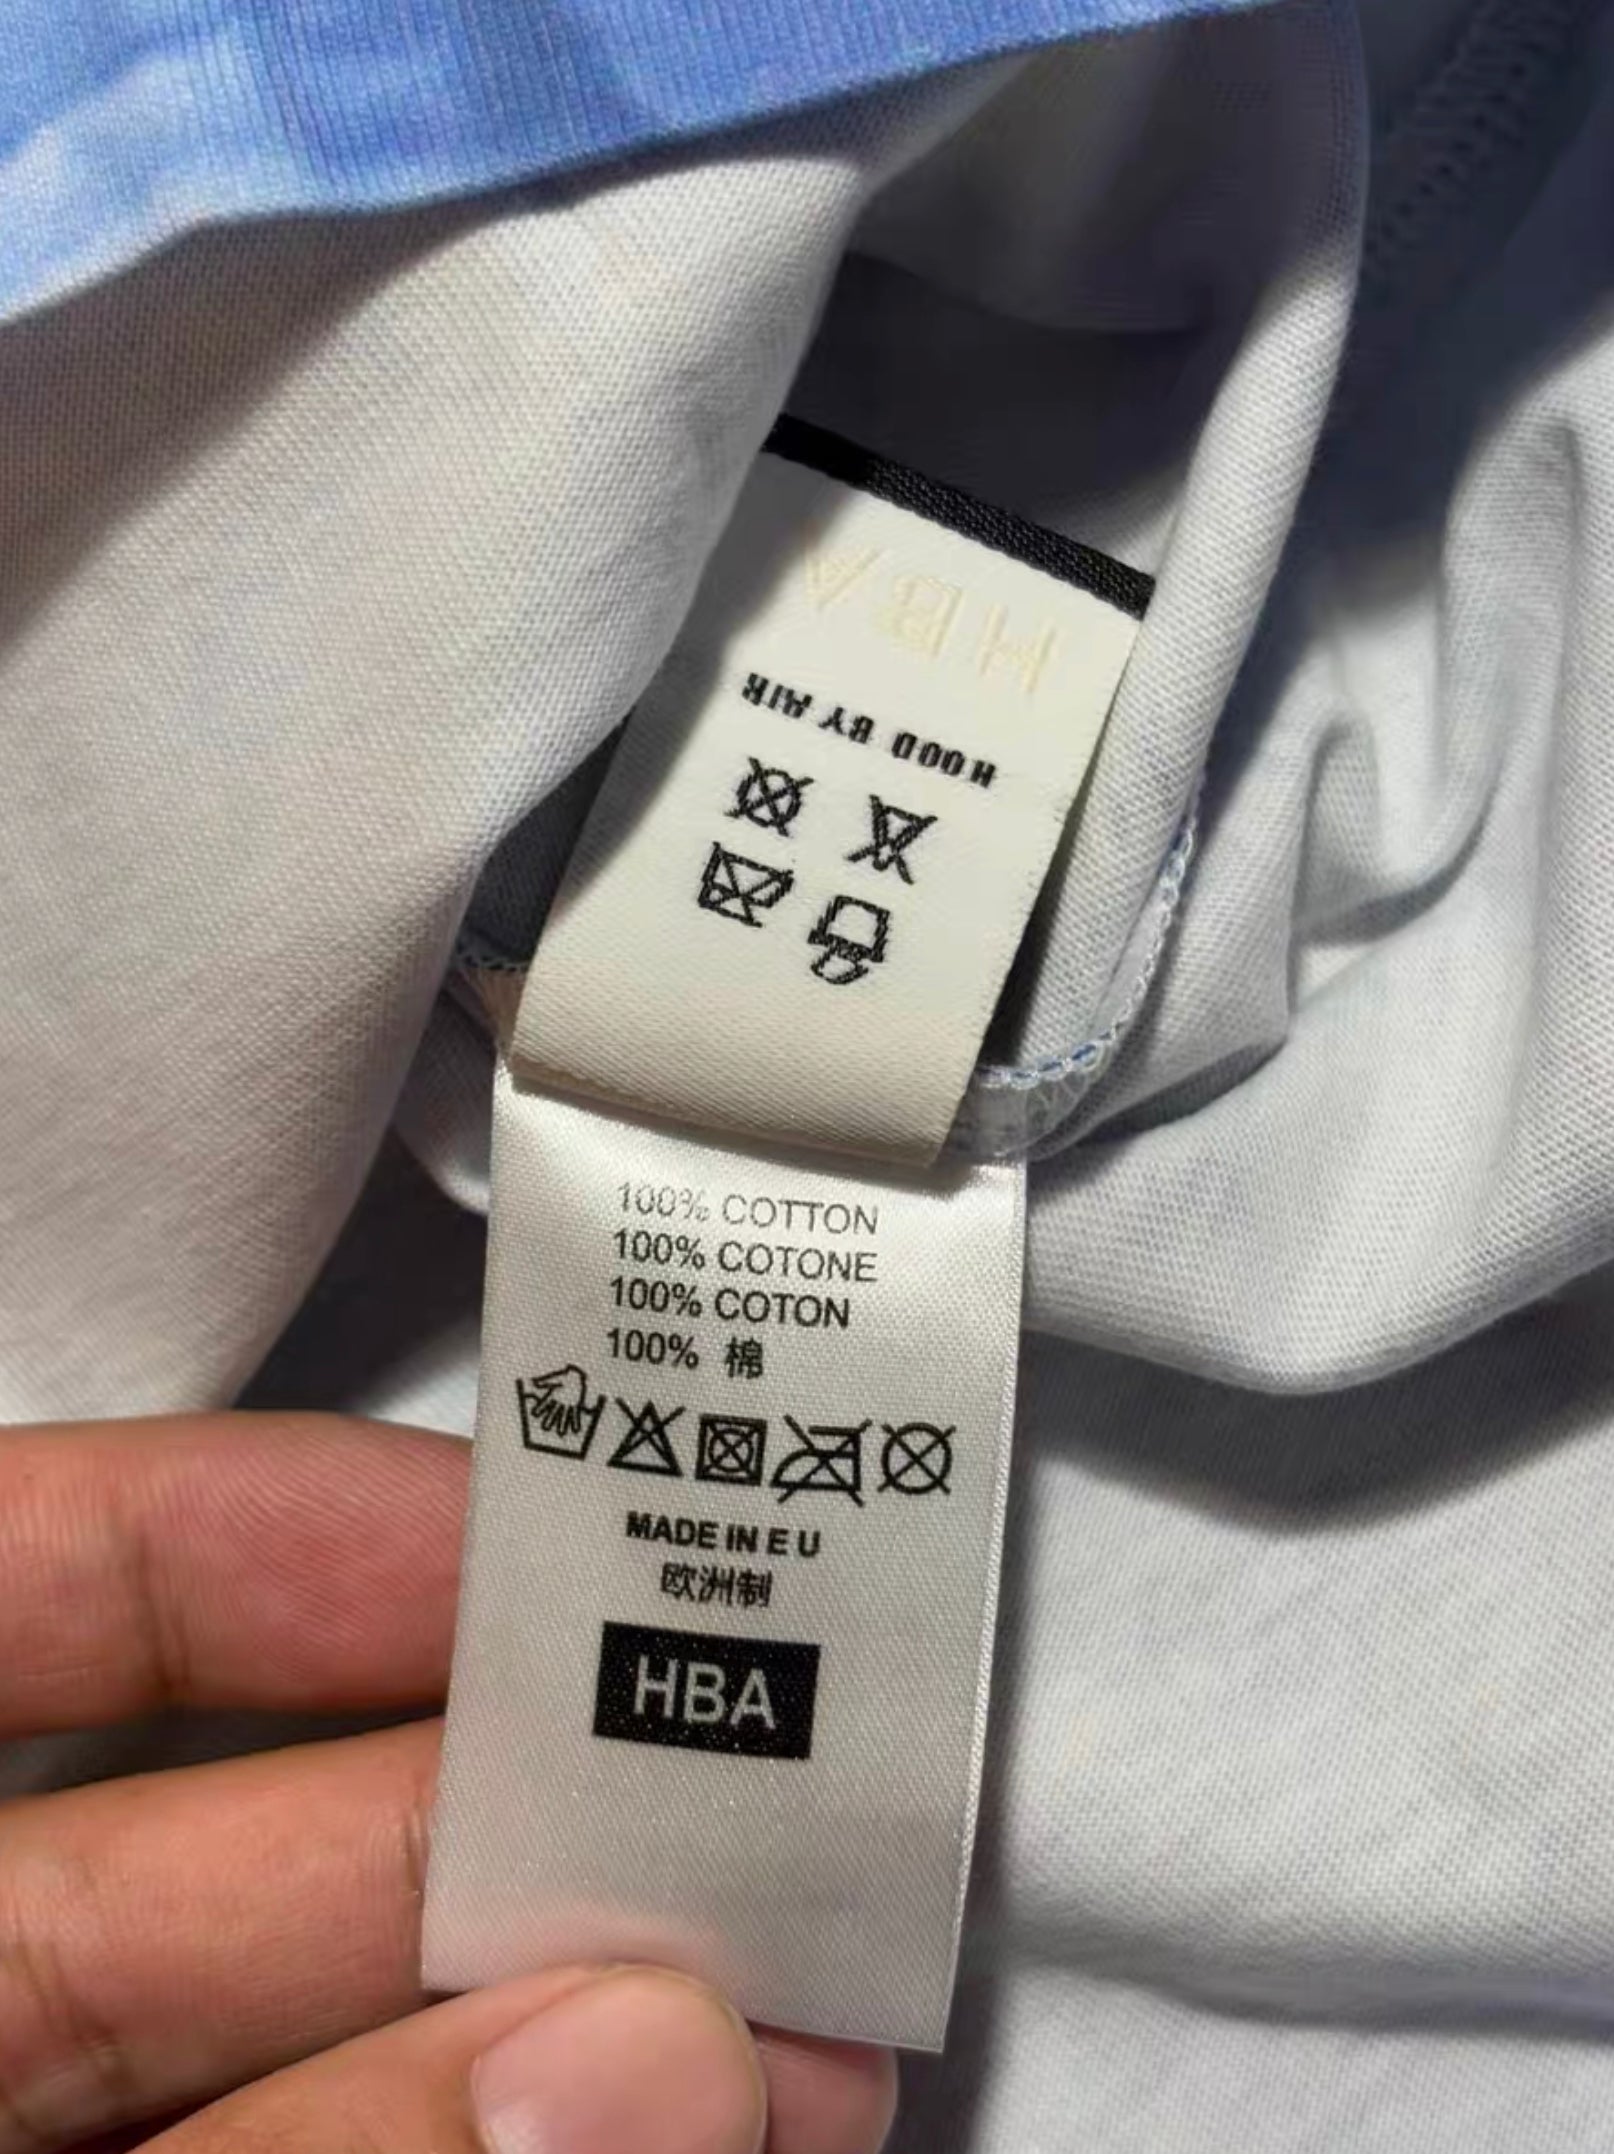 HBA
HOOD BY AIR
100% COTTON
100% COTONE
100% COTON
100% 棉
MADE IN E U
欧洲制
HBA